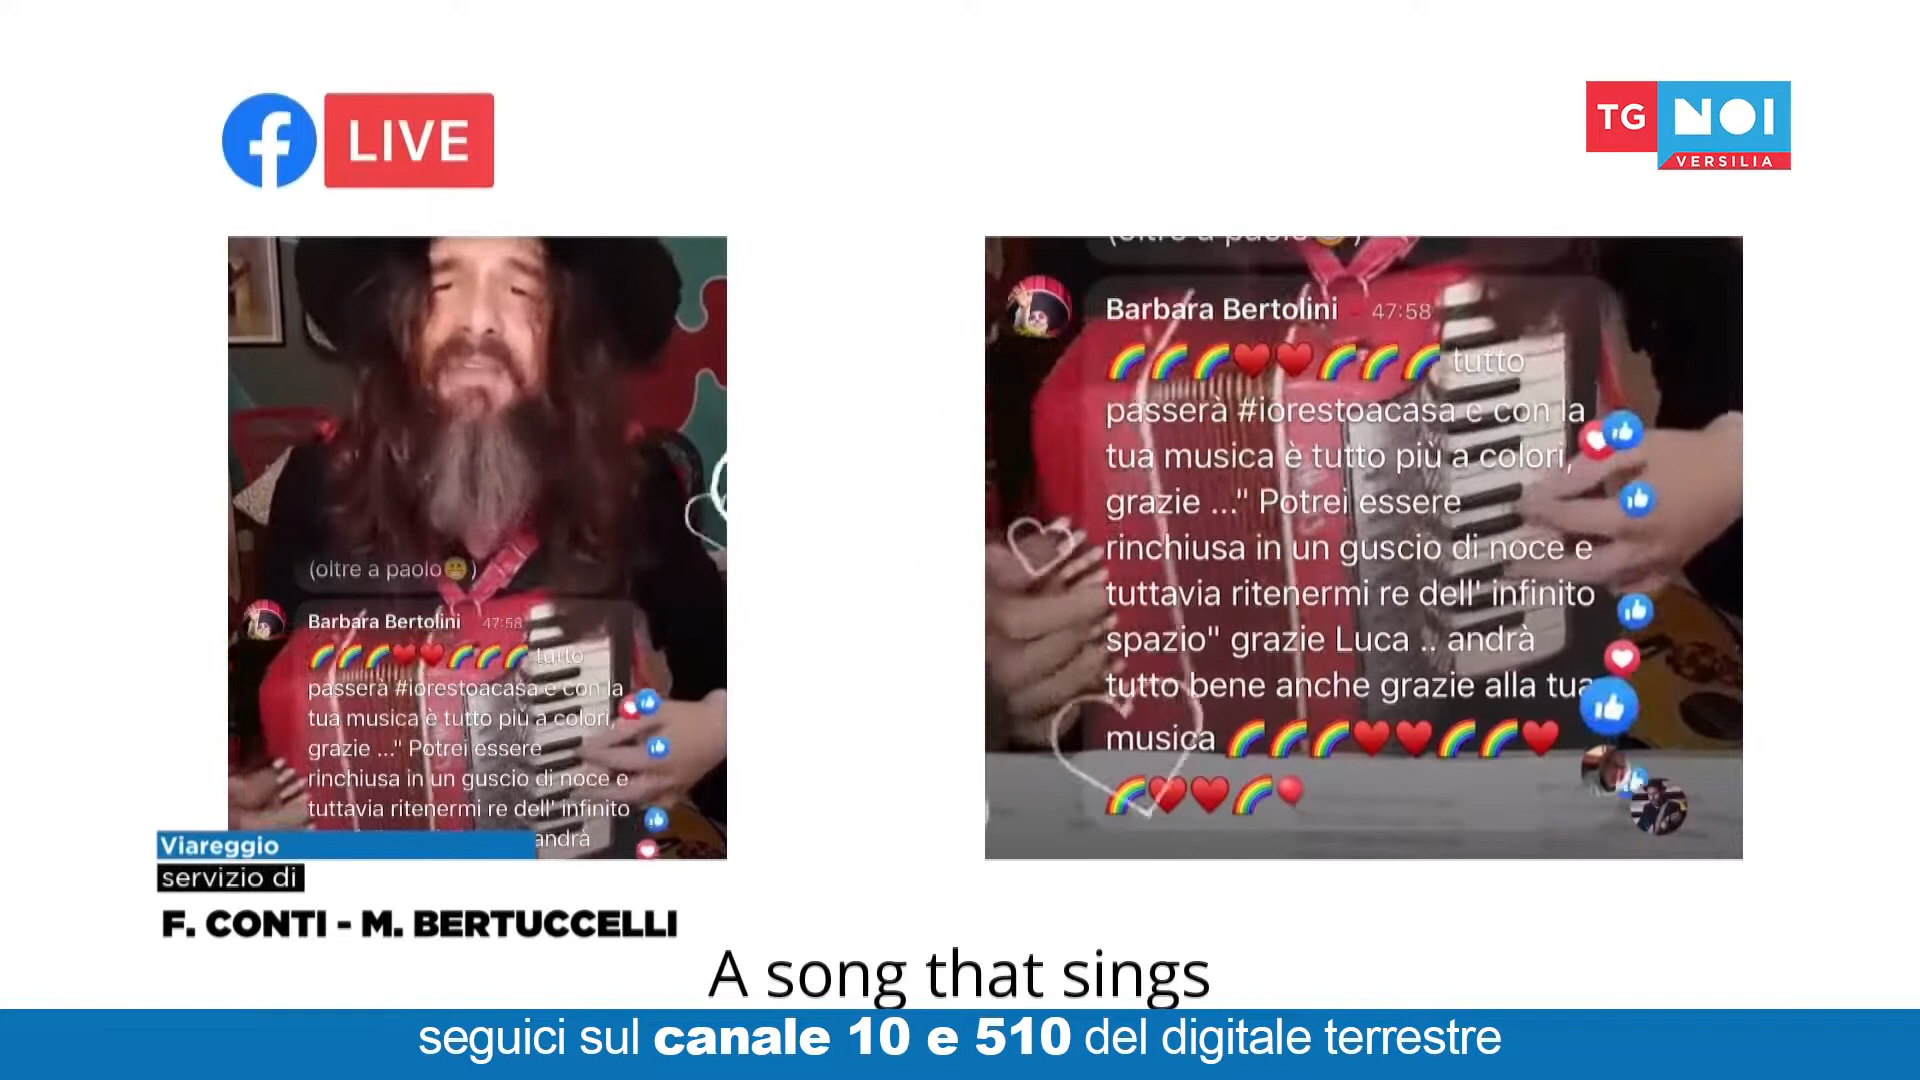 LIVE
TG NOI
VERSILIA
(oltre a paolo😁)
Barbara Bertolini 47:58
🌈🌈🌈❤️❤️🌈🌈🌈 tutto
passerà #iorestoacasa e con la
tua musica è tutto più a colori,
grazie ..." Potrei essere
rinchiusa in un guscio di noce e
tuttavia ritenermi re dell' infinito
andrà
(oltre a paolo😁)
Barbara Bertolini 47:58
🌈🌈🌈❤️❤️🌈🌈🌈 tutto
passerà #iorestoacasa e con la
tua musica è tutto più a colori,
grazie ..." Potrei essere
rinchiusa in un guscio di noce e
tuttavia ritenermi re dell' infinito
spazio" grazie Luca .. andrà
tutto bene anche grazie alla tua
musica 🌈🌈🌈❤️❤️🌈🌈❤️
🌈❤️❤️🌈🎈
Viareggio
servizio di
F. CONTI - M. BERTUCCELLI
A song that sings
seguici sul canale 10 e 510 del digitale terrestre